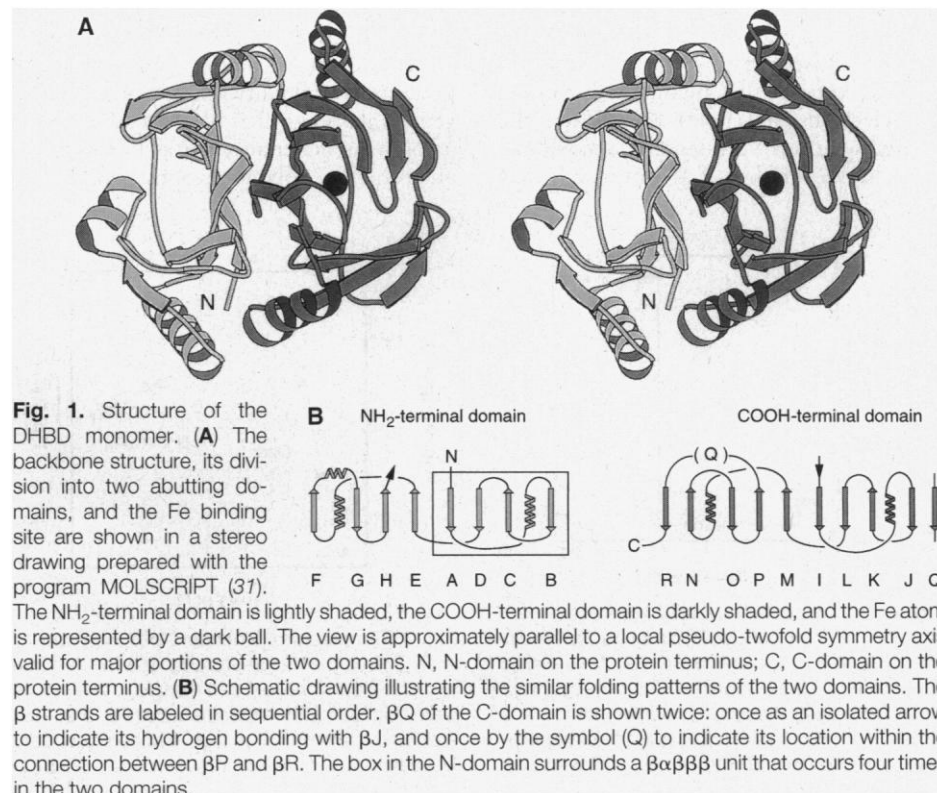 A
C
N
Fig. 1. Structure of the
DHBD monomer. (A) The
backbone structure, its divi-
sion into two abutting do-
mains, and the Fe binding
site are shown in a stereo
drawing prepared with the
program MOLSCRIPT (31).
The NH2-terminal domain is lightly shaded, the COOH-terminal domain is darkly shaded, and the Fe atom
is represented by a dark ball. The view is approximately parallel to a local pseudo-twofold symmetry axi
valid for major portions of the two domains. N, N-domain on the protein terminus; C, C-domain on the
protein terminus. (B) Schematic drawing illustrating the similar folding patterns of the two domains. Th
β strands are labeled in sequential order. βQ of the C-domain is shown twice: once as an isolated arrow
to indicate its hydrogen bonding with βJ, and once by the symbol (Q) to indicate its location within the
connection between βP and βR. The box in the N-domain surrounds a βαβββ unit that occurs four time
in the two domains
B
NH2-terminal domain
COOH-terminal domain
N
(Q)
C
F G H E A D C B
R N O P M I L K J